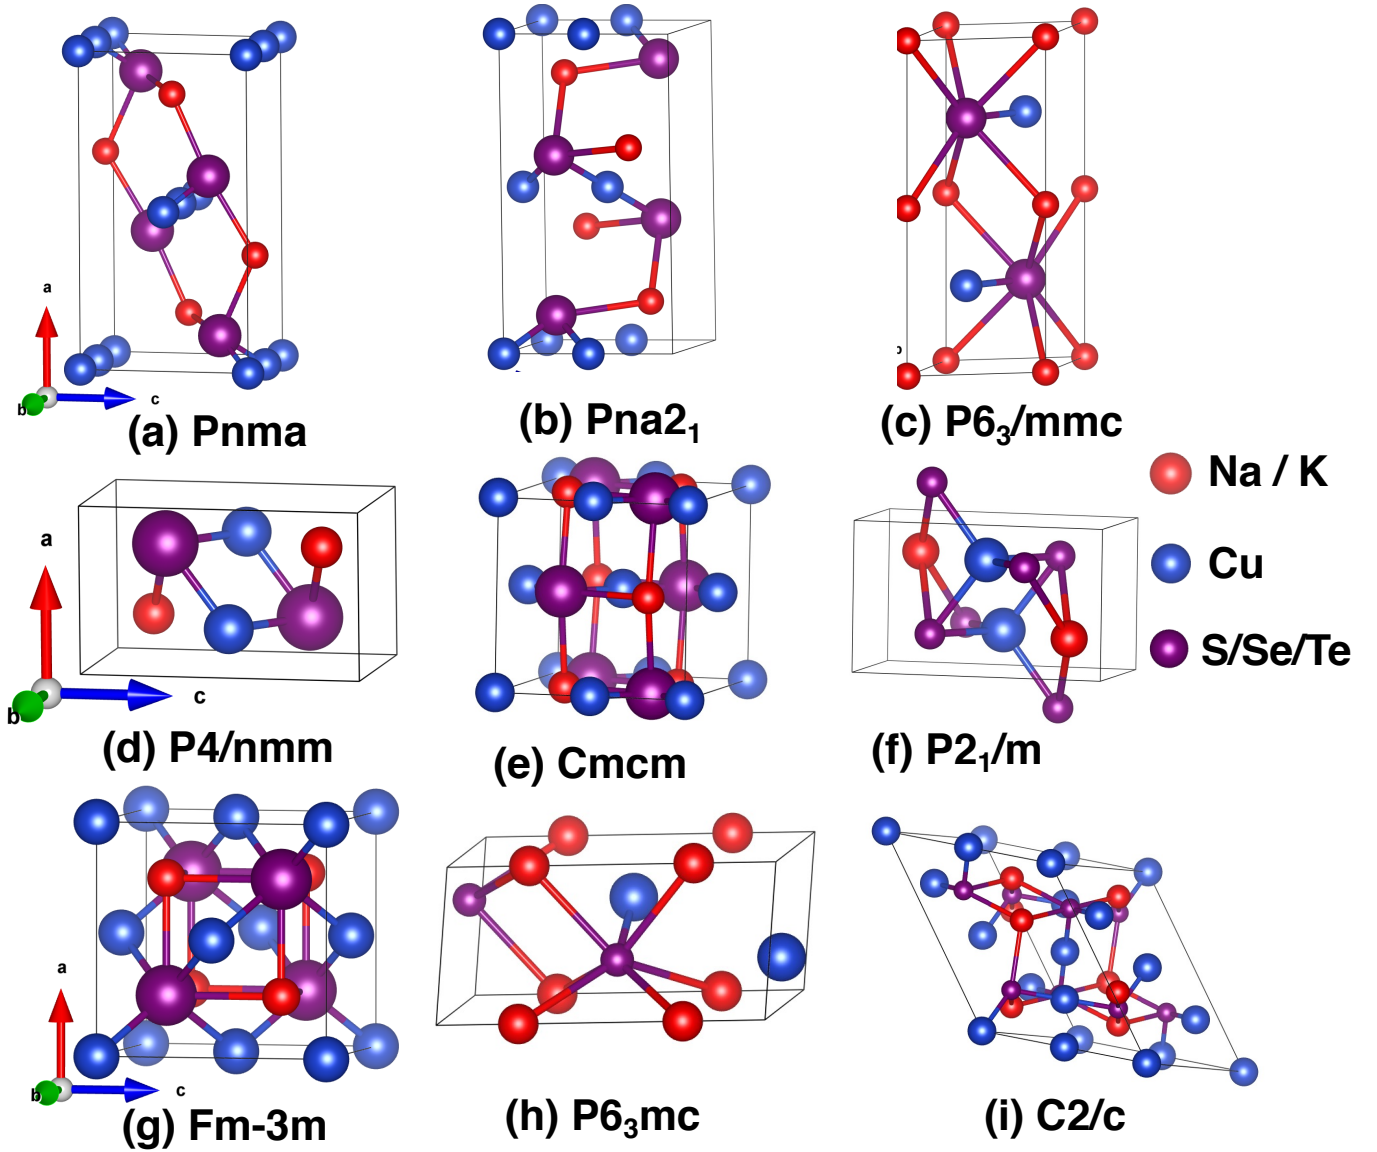 a
b
c
(a) Pnma
(b) Pna2₁
(c) P6₃/mmc
Na / K
Cu
S/Se/Te
a
b
c
(d) P4/nmm
(e) Cmcm
(f) P2₁/m
a
b
c
(g) Fm-3m
(h) P6₃mc
(i) C2/c